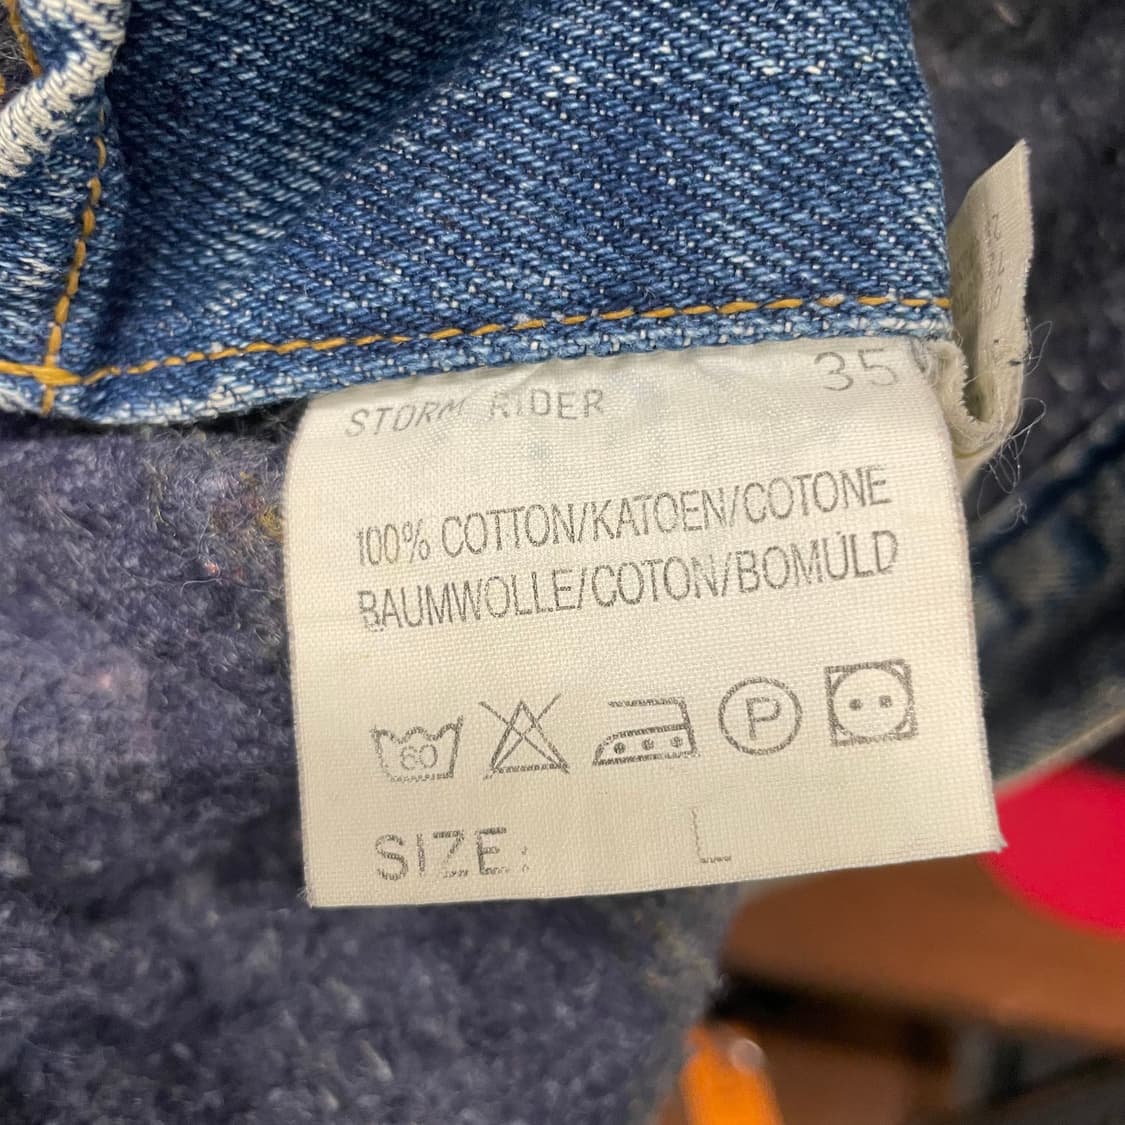 STORM RIDER 35
100% COTTON/KATOEN/COTONE
BAUMWOLLE/COTON/BOMULD
60 P
SIZE: L